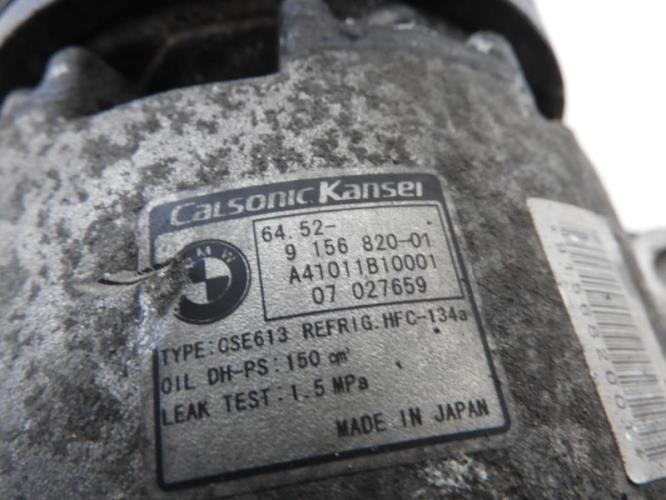 CALSONIC KANSEI
BMW
64.52-
9 156 820-01
A41011B10001
07 027659
TYPE:CSE613 REFRIG.HFC-134a
OIL DH-PS:150 cm³
LEAK TEST:1.5 MPa
MADE IN JAPAN